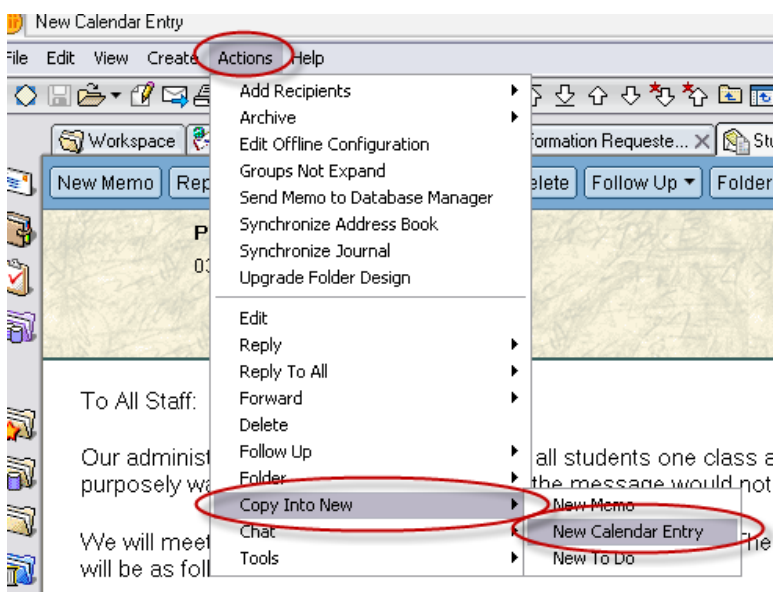 New Calendar Entry
File Edit View Create Actions Help
Workspace
formation Requeste...
Stu
New Memo
Rep
elete
Follow Up
Folder
Add Recipients
Archive
Edit Offline Configuration
Groups Not Expand
Send Memo to Database Manager
Synchronize Address Book
Synchronize Journal
Upgrade Folder Design
Edit
Reply
Reply To All
Forward
Delete
Follow Up
Folder
Copy Into New
Chat
Tools
New Memo
New Calendar Entry
New To Do
P
03
To All Staff:
Our administ all students one class a
purposely wa the message would not
We will meet The
will be as foll